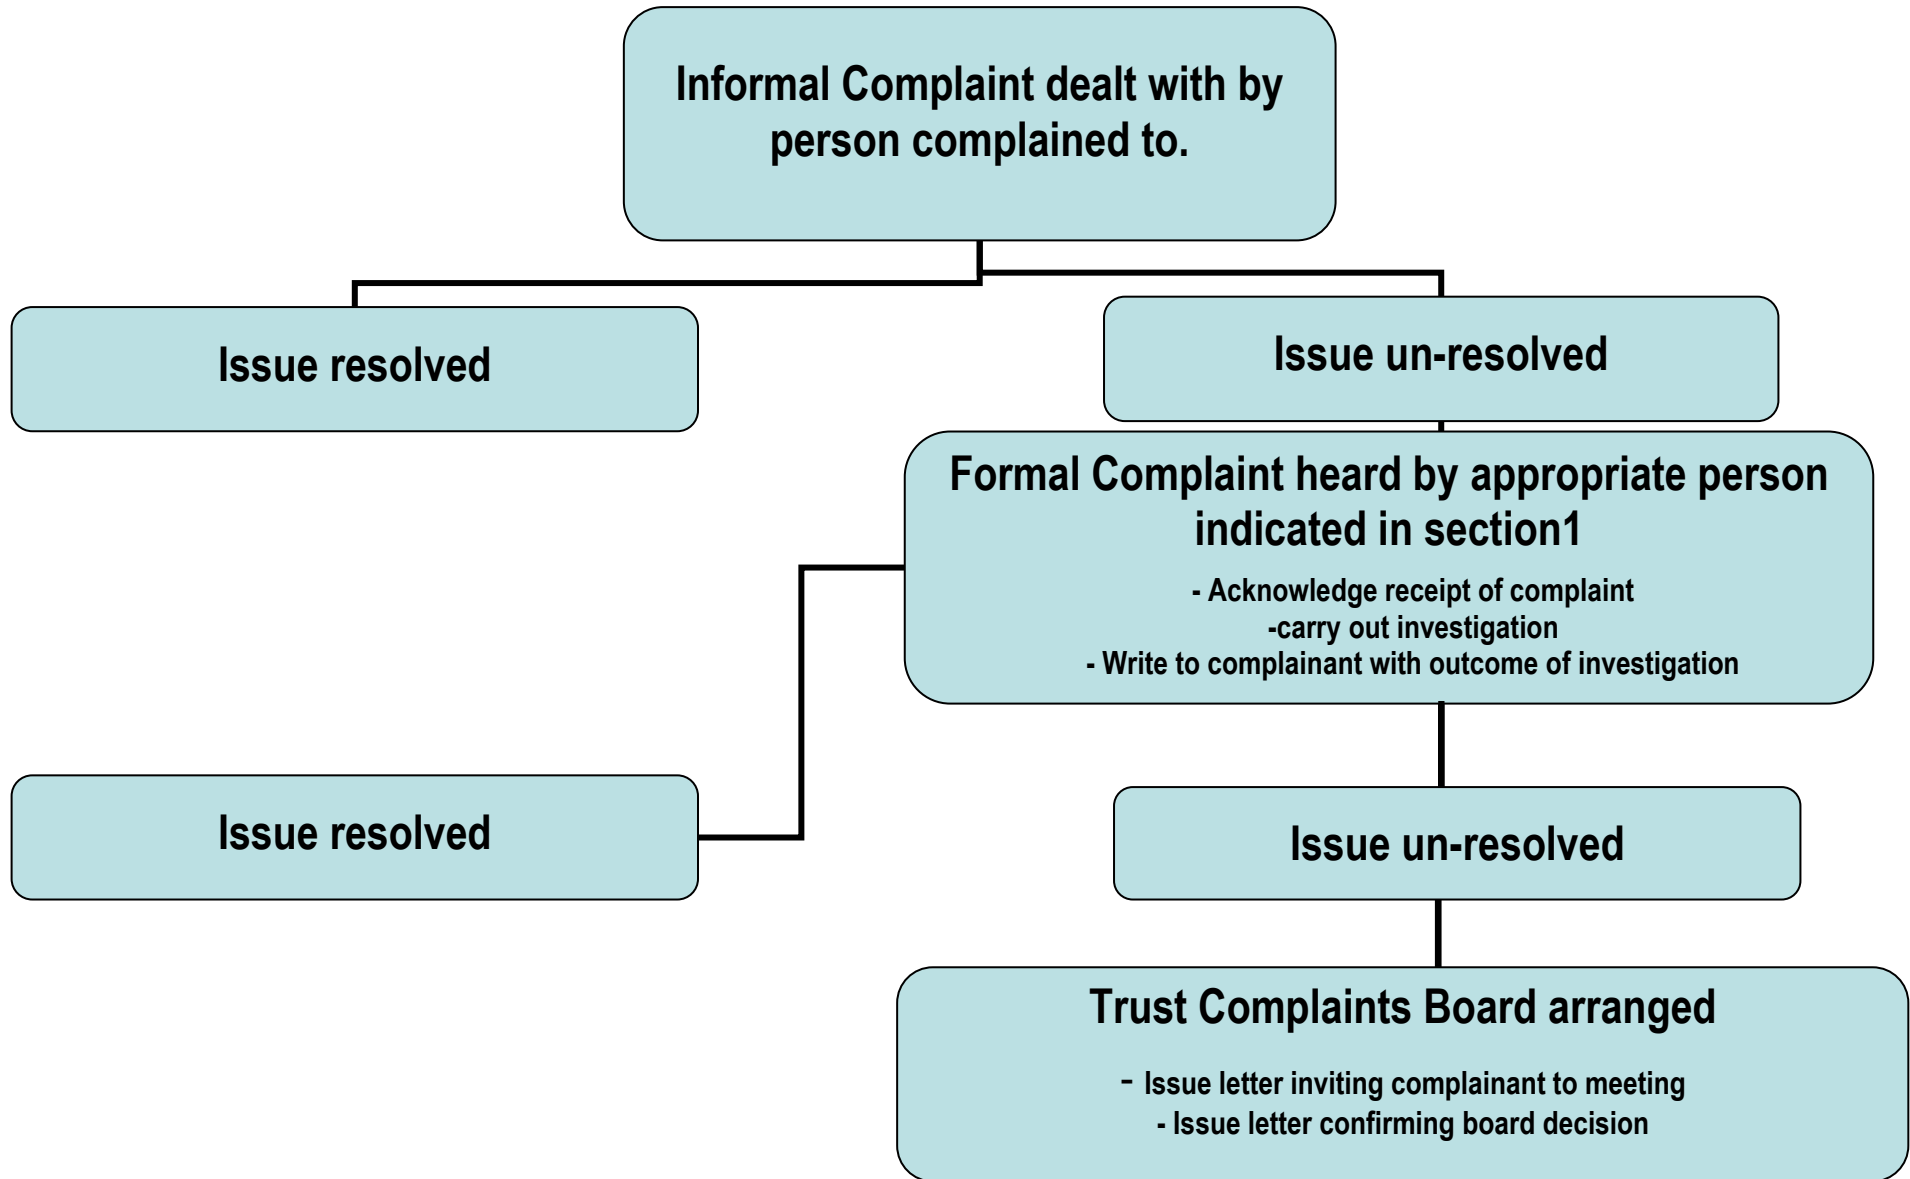 Informal Complaint dealt with by
person complained to.
Issue resolved
Issue un-resolved
Formal Complaint heard by appropriate person
indicated in section1
- Acknowledge receipt of complaint
-carry out investigation
- Write to complainant with outcome of investigation
Issue resolved
Issue un-resolved
Trust Complaints Board arranged
- Issue letter inviting complainant to meeting
- Issue letter confirming board decision